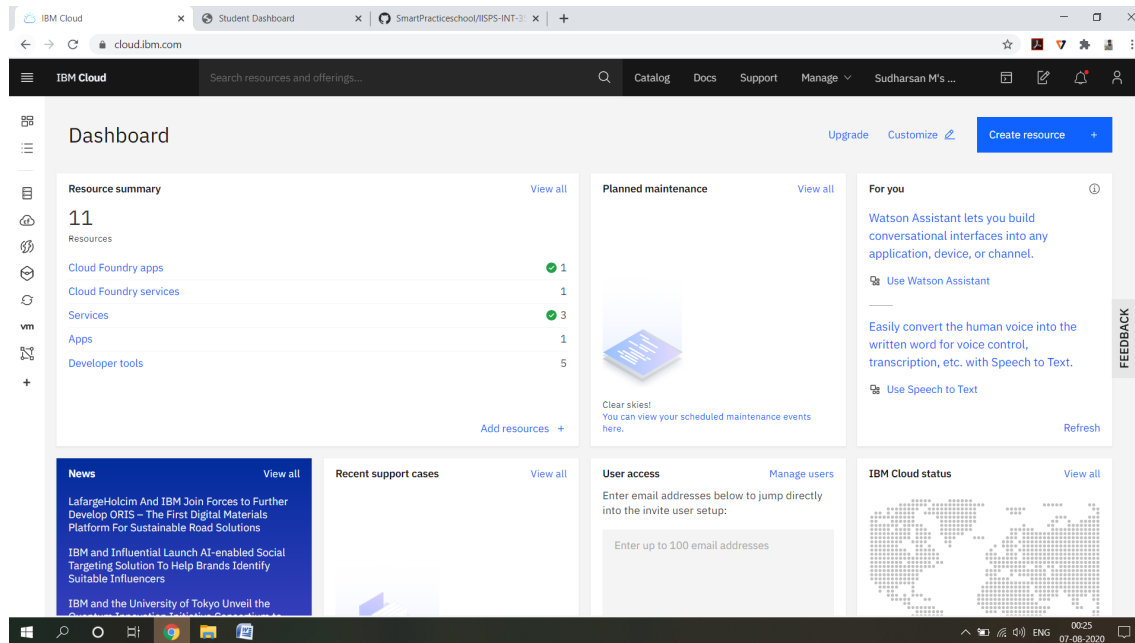 IBM Cloud
Student Dashboard
SmartPracticeschool/IISPS-INT-3
cloud.ibm.com
IBM Cloud
Search resources and offerings...
Catalog
Docs
Support
Manage
Sudharsan M's ...
Dashboard
Upgrade
Customize
Create resource +
Resource summary
View all
11
Resources
Cloud Foundry apps
1
Cloud Foundry services
1
Services
3
Apps
1
Developer tools
5
Add resources +
Planned maintenance
View all
Clear skies!
You can view your scheduled maintenance events
here.
For you
Watson Assistant lets you build
conversational interfaces into any
application, device, or channel.
Use Watson Assistant
Easily convert the human voice into the
written word for voice control,
transcription, etc. with Speech to Text.
Use Speech to Text
Refresh
FEEDBACK
vm
News
View all
LafargeHolcim And IBM Join Forces to Further
Develop ORIS – The First Digital Materials
Platform For Sustainable Road Solutions
IBM and Influential Launch AI-enabled Social
Targeting Solution To Help Brands Identify
Suitable Influencers
IBM and the University of Tokyo Unveil the
Recent support cases
View all
User access
Manage users
Enter email addresses below to jump directly
into the invite user setup:
Enter up to 100 email addresses
IBM Cloud status
View all
ENG
00:25
07-08-2020